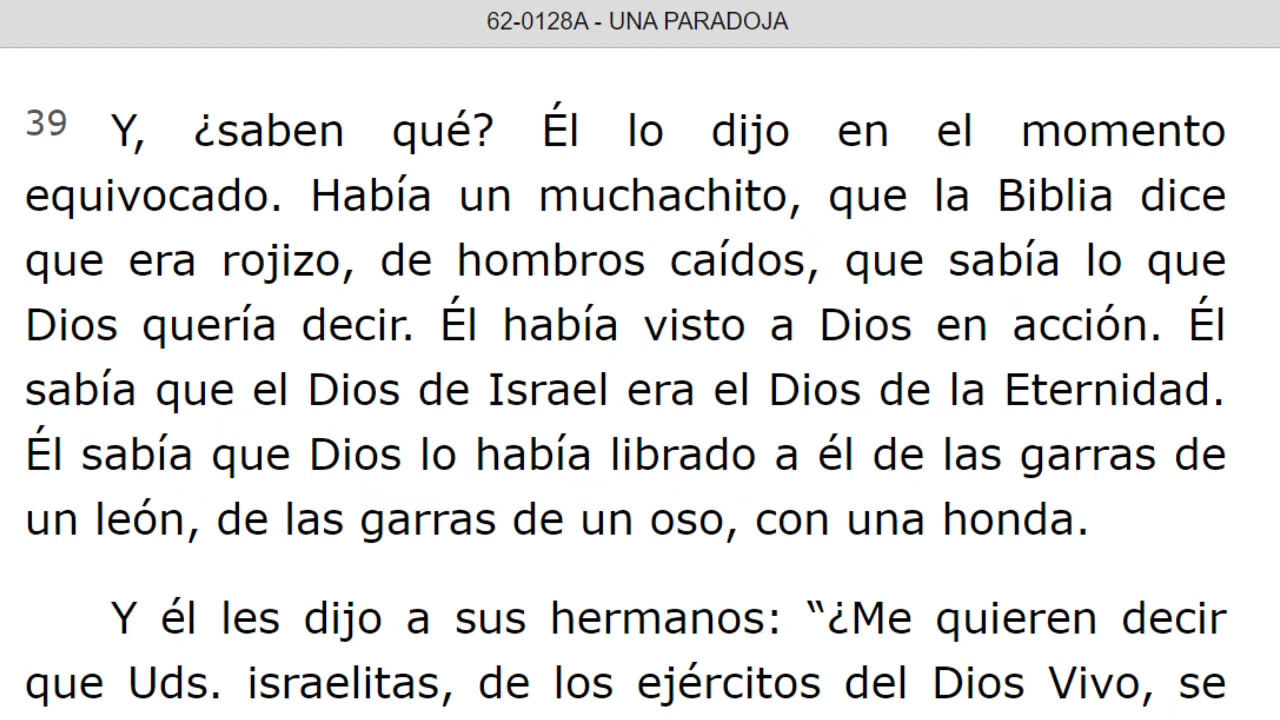 62-0128A - UNA PARADOJA
39 Y, ¿saben qué? Él lo dijo en el momento
equivocado. Había un muchachito, que la Biblia dice
que era rojizo, de hombros caídos, que sabía lo que
Dios quería decir. Él había visto a Dios en acción. Él
sabía que el Dios de Israel era el Dios de la Eternidad.
Él sabía que Dios lo había librado a él de las garras de
un león, de las garras de un oso, con una honda.
Y él les dijo a sus hermanos: “¿Me quieren decir
que Uds. israelitas, de los ejércitos del Dios Vivo, se